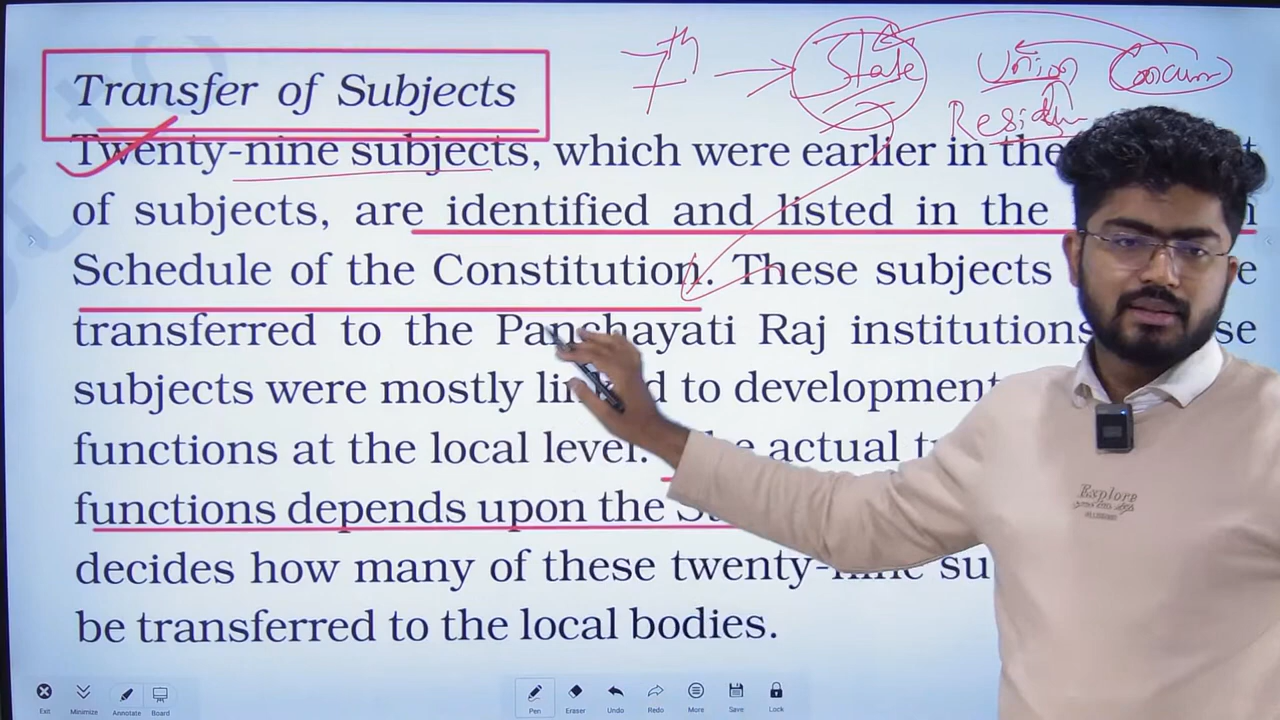 7th → State Union
Transfer of Subjects
Twenty-nine subjects, which were earlier in the
of subjects, are identified and listed in the
Schedule of the Constitution. These subjects
transferred to the Panchayati Raj institutions
subjects were mostly linked to development
functions at the local level. actual
functions depends upon the
decides how many of these twenty-nine
be transferred to the local bodies.
Explore
Exit Minimize Annotate Board Pen Eraser Undo Redo More Save Lock